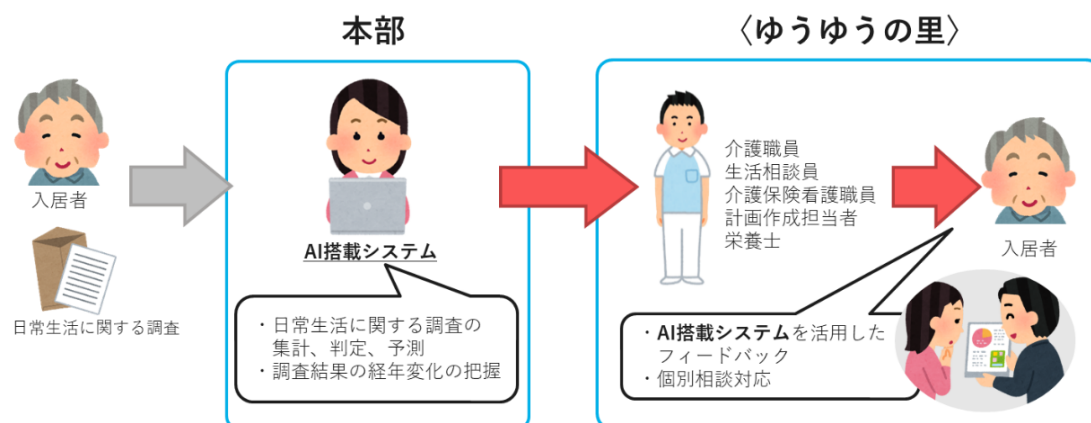 本部
〈ゆうゆうの里〉
入居者
日常生活に関する調査
AI搭載システム
・日常生活に関する調査の
集計、判定、予測
・調査結果の経年変化の把握
介護職員
生活相談員
介護保険看護職員
計画作成担当者
栄養士
入居者
・AI搭載システムを活用した
フィードバック
・個別相談対応